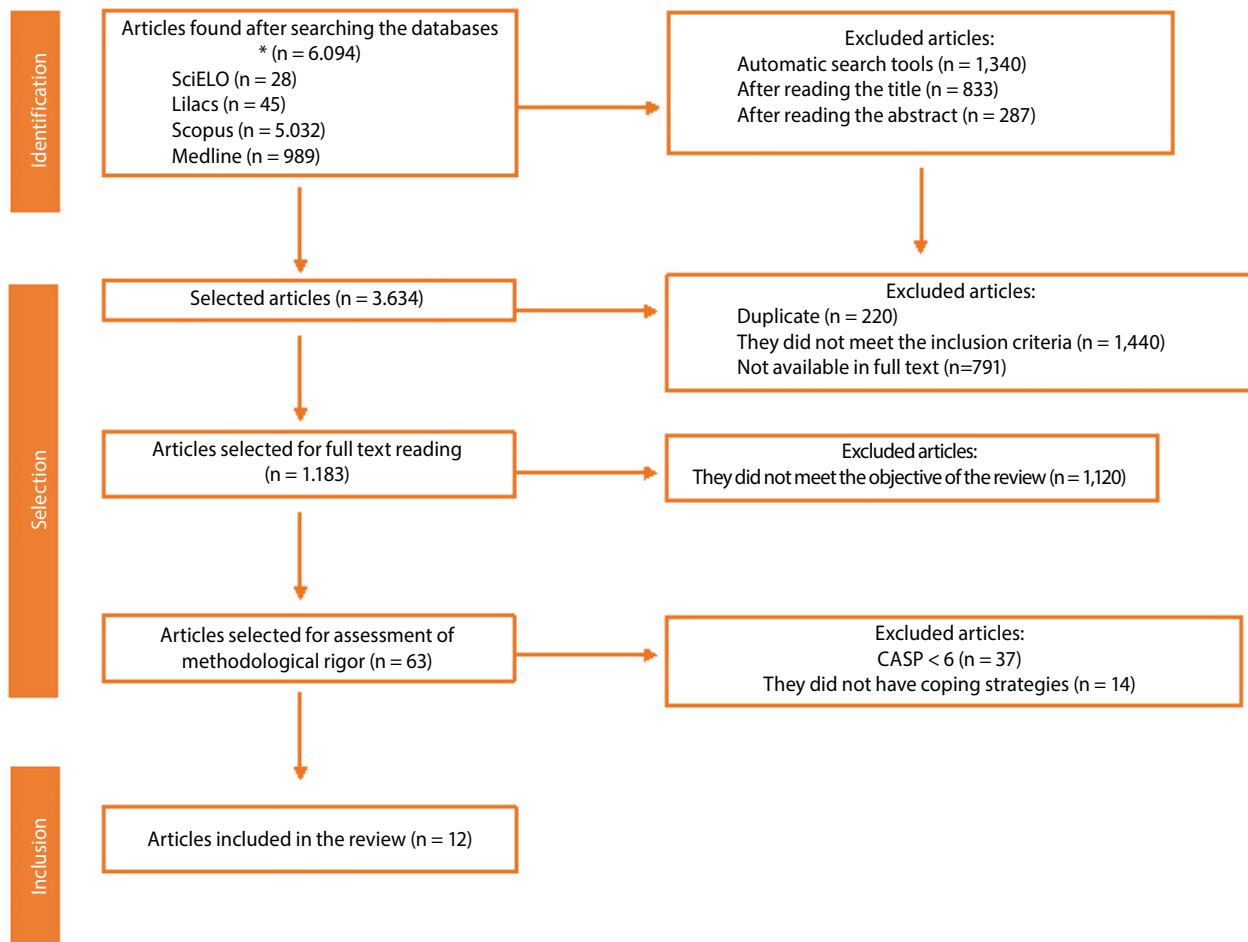 Identification
Articles found after searching the databases
* (n = 6.094)
SciELO (n = 28)
Lilacs (n = 45)
Scopus (n = 5.032)
Medline (n = 989)
Excluded articles:
Automatic search tools (n = 1,340)
After reading the title (n = 833)
After reading the abstract (n = 287)
Selection
Selected articles (n = 3.634)
Excluded articles:
Duplicate (n = 220)
They did not meet the inclusion criteria (n = 1,440)
Not available in full text (n=791)
Articles selected for full text reading
(n = 1.183)
Excluded articles:
They did not meet the objective of the review (n = 1,120)
Articles selected for assessment of
methodological rigor (n = 63)
Excluded articles:
CASP < 6 (n = 37)
They did not have coping strategies (n = 14)
Inclusion
Articles included in the review (n = 12)